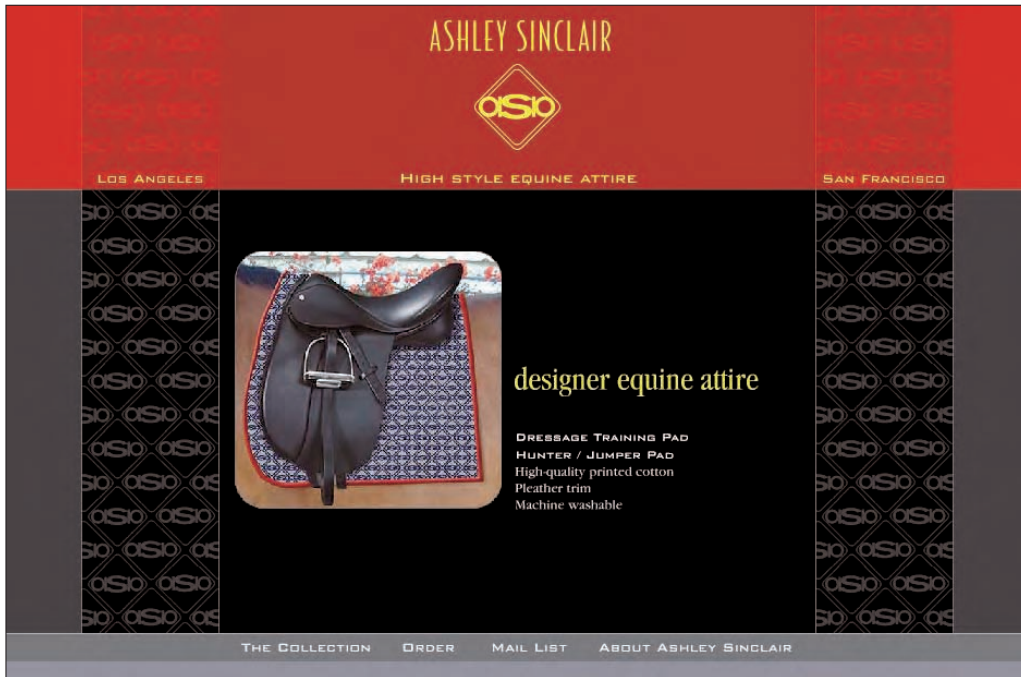 ASHLEY SINCLAIR
OISIO
LOS ANGELES
HIGH STYLE EQUINE ATTIRE
SAN FRANCISCO
designer equine attire
DRESSAGE TRAINING PAD
HUNTER / JUMPER PAD
High-quality printed cotton
Pleather trim
Machine washable
THE COLLECTION ORDER MAIL LIST ABOUT ASHLEY SINCLAIR